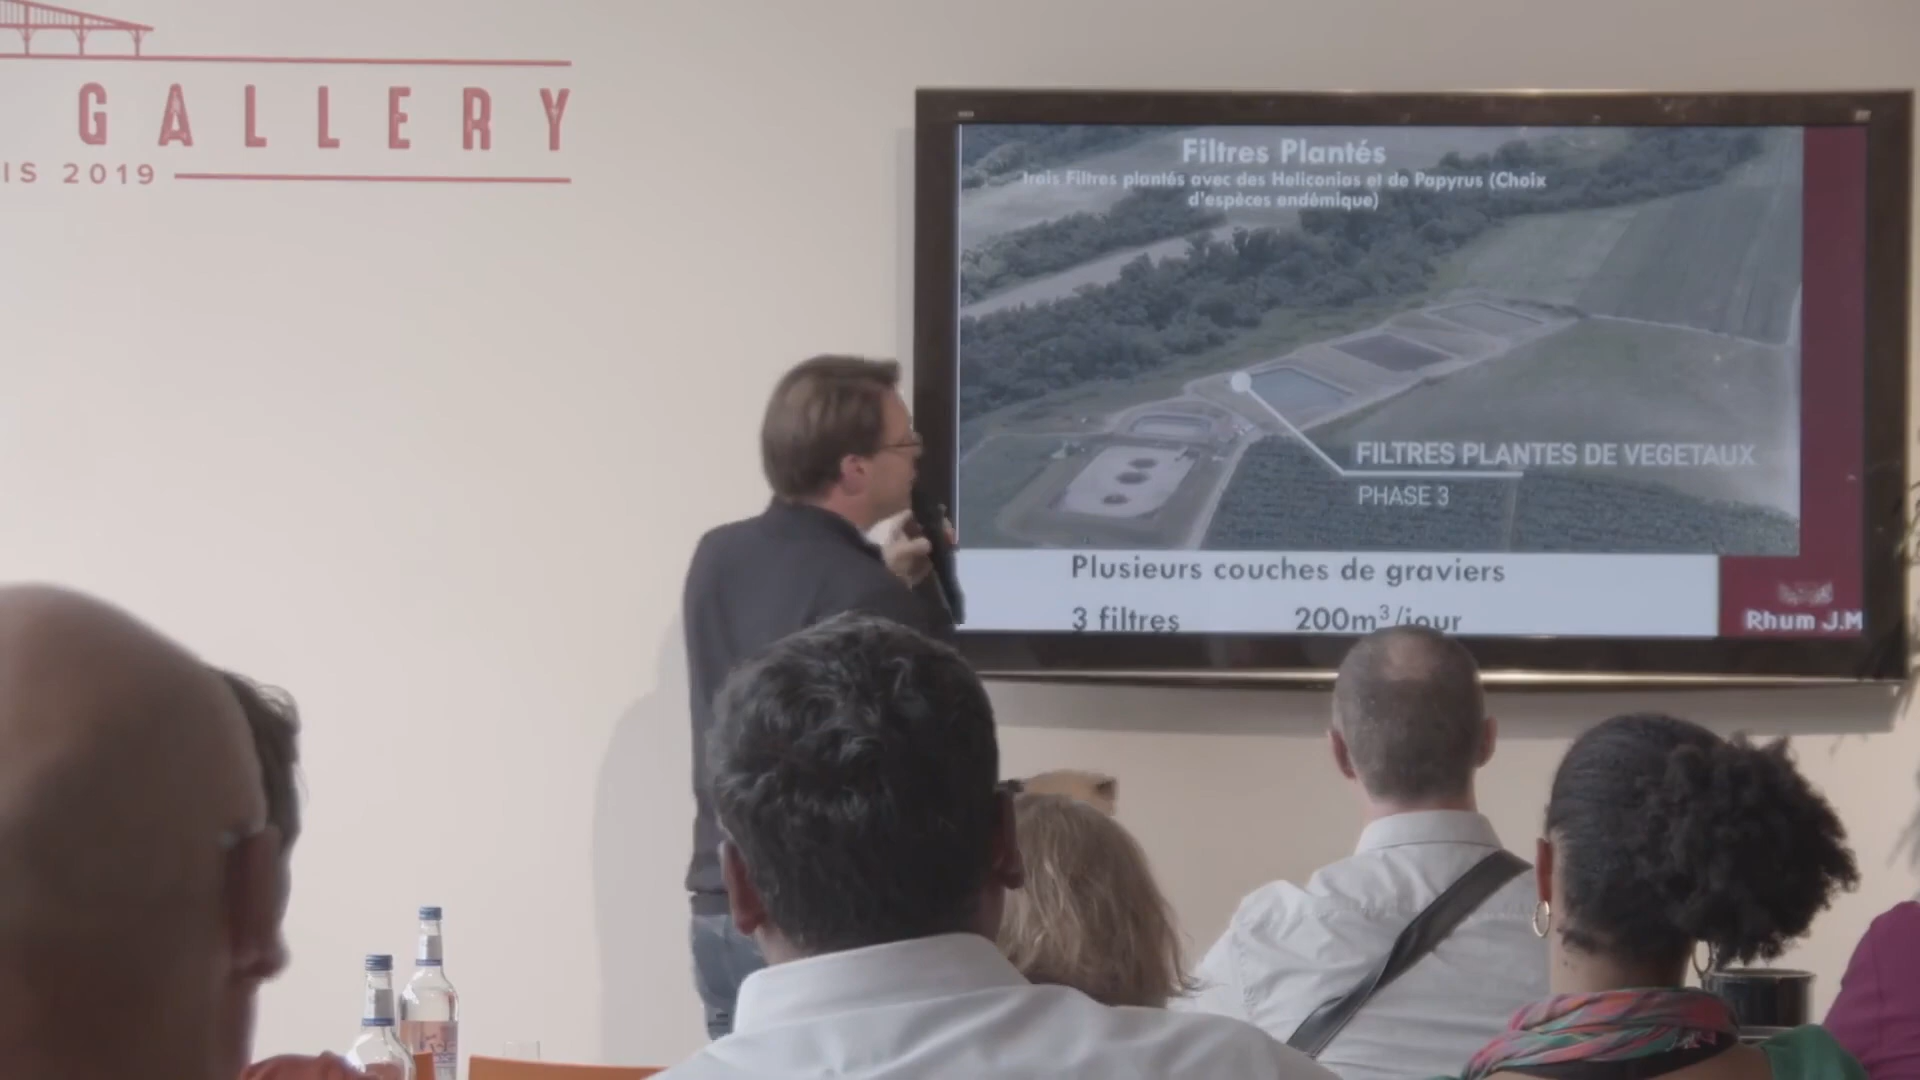 GALLERY
IS 2019
Filtres Plantés
Trois Filtres plantés avec des Heliconias et de Papyrus (Choix
d'espèces endémique)
FILTRES PLANTES DE VEGETAUX
PHASE 3
Plusieurs couches de graviers
3 filtres 200m³/jour
Rhum J.M